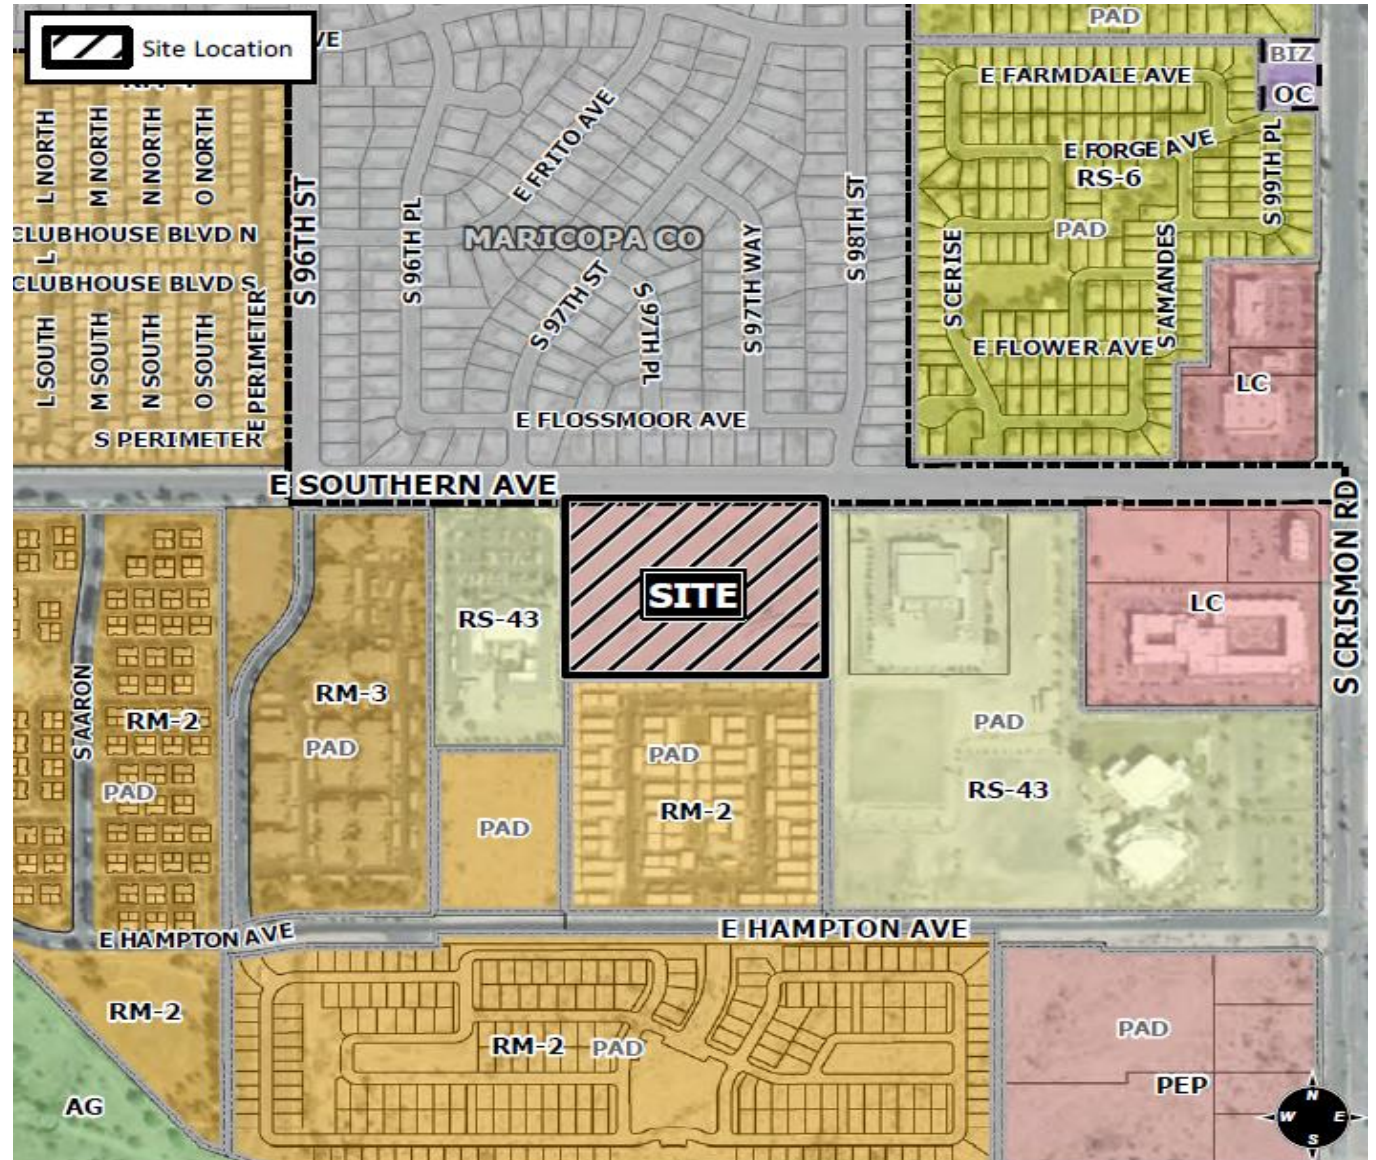 Site Location
VE
PAD
BIZ
OC
E FARMDALE AVE
E FORGE AVE
RS-6
PAD
S 99TH PL
L NORTH
M NORTH
N NORTH
O NORTH
CLUBHOUSE BLVD N
L
CLUBHOUSE BLVD S
L SOUTH
M SOUTH
N SOUTH
O SOUTH
E PERIMETER
S PERIMETER
S 96TH ST
S 96TH PL
E FRITO AVE
MARICOPA CO
S 97TH ST
S 97TH PL
S 97TH WAY
S 98TH ST
E FLOSSMOOR AVE
S CERISE
S AMANDES
E FLOWER AVE
LC
E SOUTHERN AVE
S CRISMON RD
SITE
RS-43
LC
RM-3
PAD
S AARON
RM-2
PAD
PAD
PAD
RM-2
PAD
RS-43
E HAMPTON AVE
E HAMPTON AVE
RM-2
RM-2
PAD
PAD
PEP
AG
N
W
E
S